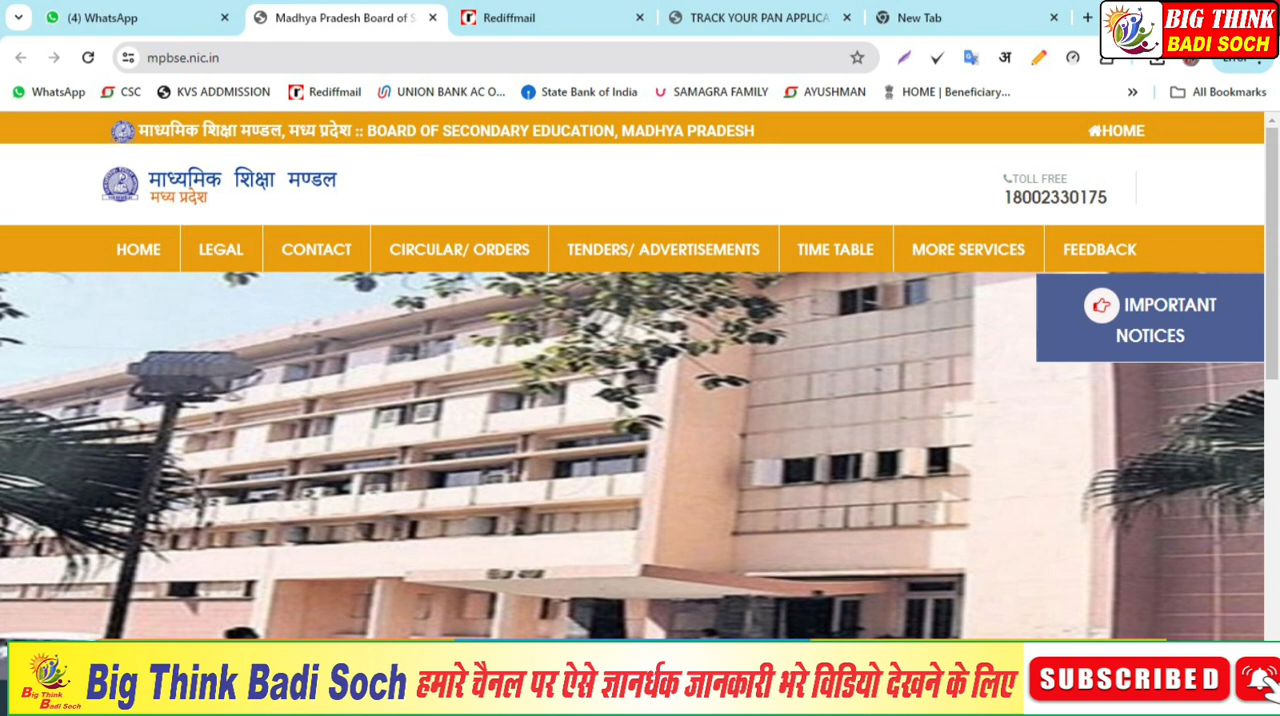 (4) WhatsApp
Madhya Pradesh Board of S
Rediffmail
TRACK YOUR PAN APPLICA
New Tab
BIG THINK
BADI SOCH
mpbse.nic.in
अ
WhatsApp
CSC
KVS ADDMISSION
Rediffmail
UNION BANK AC O...
State Bank of India
SAMAGRA FAMILY
AYUSHMAN
HOME | Beneficiary...
All Bookmarks
माध्यमिक शिक्षा मण्डल, मध्य प्रदेश :: BOARD OF SECONDARY EDUCATION, MADHYA PRADESH
HOME
माध्यमिक शिक्षा मण्डल
मध्य प्रदेश
TOLL FREE
18002330175
HOME
LEGAL
CONTACT
CIRCULAR/ ORDERS
TENDERS/ ADVERTISEMENTS
TIME TABLE
MORE SERVICES
FEEDBACK
IMPORTANT
NOTICES
Big Think
Badi Soch
Big Think Badi Soch हमारे चैनल पर ऐसे ज्ञानर्धक जानकारी भरे विडियो देखने के लिए
SUBSCRIBED